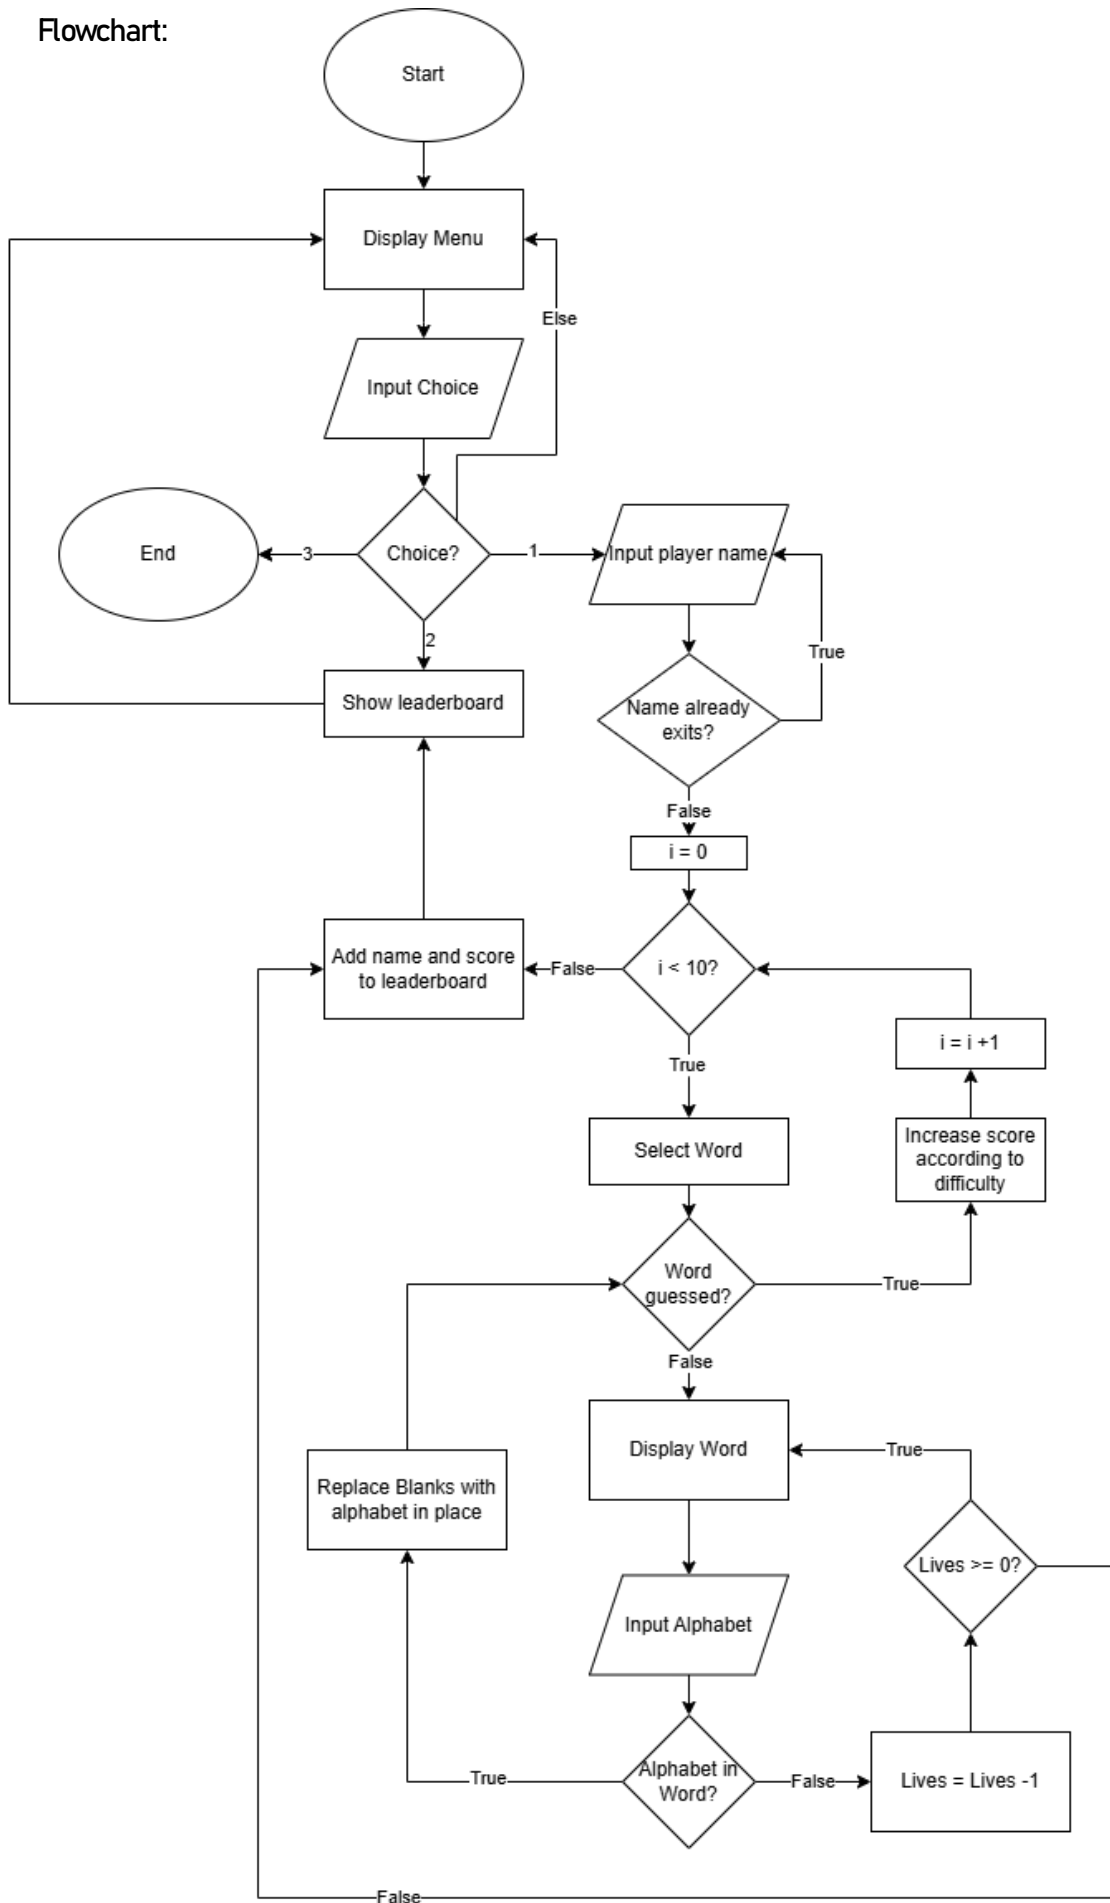 Flowchart:
Start
Display Menu
Else
Input Choice
End
3
Choice?
1
Input player name
2
True
Show leaderboard
Name already
exits?
False
i = 0
Add name and score
to leaderboard
False
i < 10?
i = i +1
True
Increase score
according to
difficulty
Select Word
Word
guessed?
True
False
Display Word
True
Replace Blanks with
alphabet in place
Lives >= 0?
Input Alphabet
True
Alphabet in
Word?
False
Lives = Lives -1
False